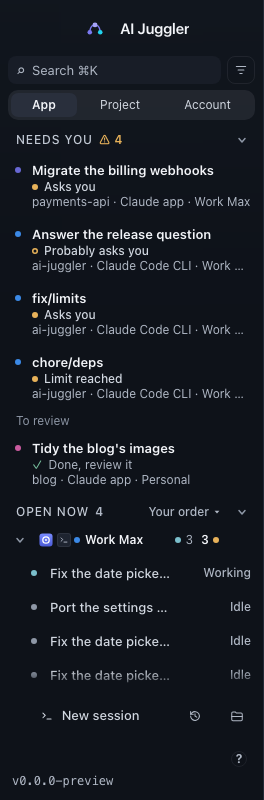 AI Juggler
Search ⌘K
App Project Account
NEEDS YOU 4
Migrate the billing webhooks
Asks you
payments-api · Claude app · Work Max
Answer the release question
Probably asks you
ai-juggler · Claude Code CLI · Work ...
fix/limits
Asks you
ai-juggler · Claude Code CLI · Work ...
chore/deps
Limit reached
ai-juggler · Claude Code CLI · Work ...
To review
Tidy the blog's images
Done, review it
blog · Claude app · Personal
OPEN NOW 4 Your order
Work Max 3 3
Fix the date picke... Working
Port the settings ... Idle
Fix the date picke... Idle
Fix the date picke... Idle
New session
?
v0.0.0-preview